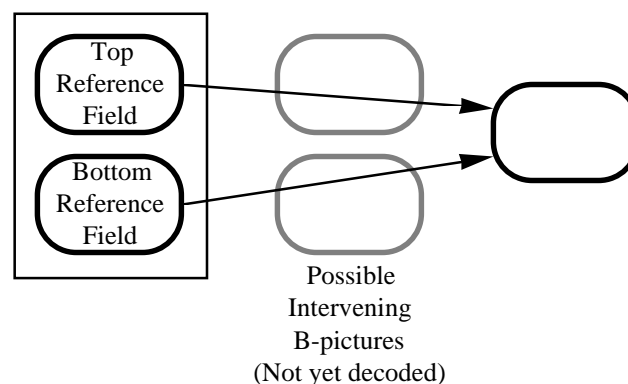 Top
Reference
Field
Bottom
Reference
Field
Possible
Intervening
B-pictures
(Not yet decoded)